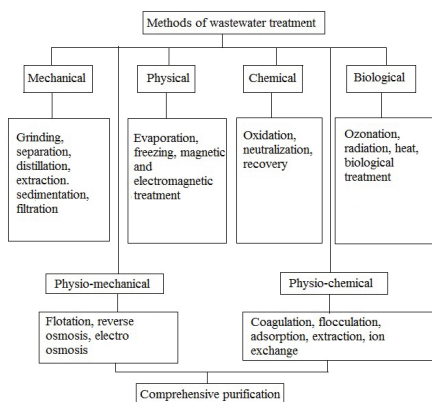 Methods of wastewater treatment
Mechanical
Physical
Chemical
Biological
Grinding,
separation,
distillation,
extraction.
sedimentation,
filtration
Evaporation,
freezing, magnetic
and
electromagnetic
treatment
Oxidation,
neutralization,
recovery
Ozonation,
radiation, heat,
biological
treatment
Physio-mechanical
Physio-chemical
Flotation, reverse
osmosis, electro
osmosis
Coagulation, flocculation,
adsorption, extraction, ion
exchange
Comprehensive purification